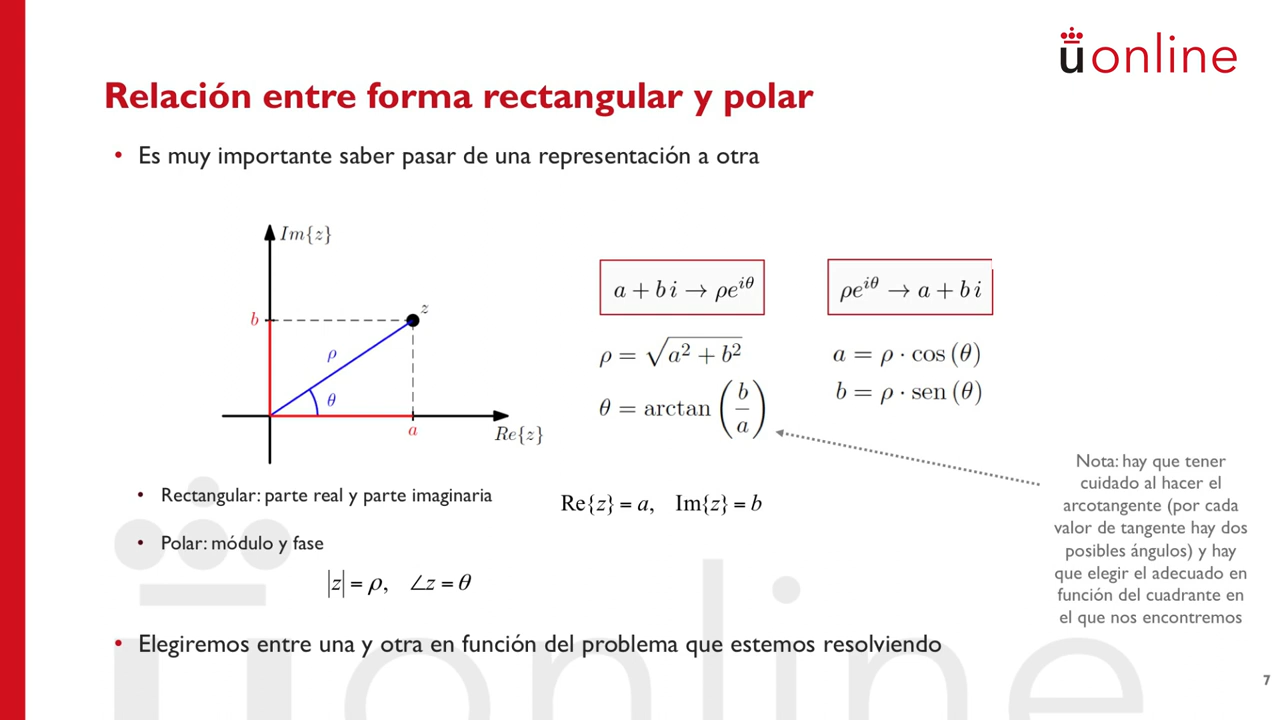 uonline
Relación entre forma rectangular y polar
• Es muy importante saber pasar de una representación a otra
Im{z}
z
b
ρ
θ
a
Re{z}
a + b i → ρe^{iθ}
ρ = √(a² + b²)
θ = arctan (b/a)
ρe^{iθ} → a + b i
a = ρ · cos (θ)
b = ρ · sen (θ)
Nota: hay que tener
cuidado al hacer el
arcotangente (por cada
valor de tangente hay dos
posibles ángulos) y hay
que elegir el adecuado en
función del cuadrante en
el que nos encontremos
• Rectangular: parte real y parte imaginaria
Re{z} = a, Im{z} = b
• Polar: módulo y fase
|z| = ρ, ∠z = θ
• Elegiremos entre una y otra en función del problema que estemos resolviendo
uonline
7